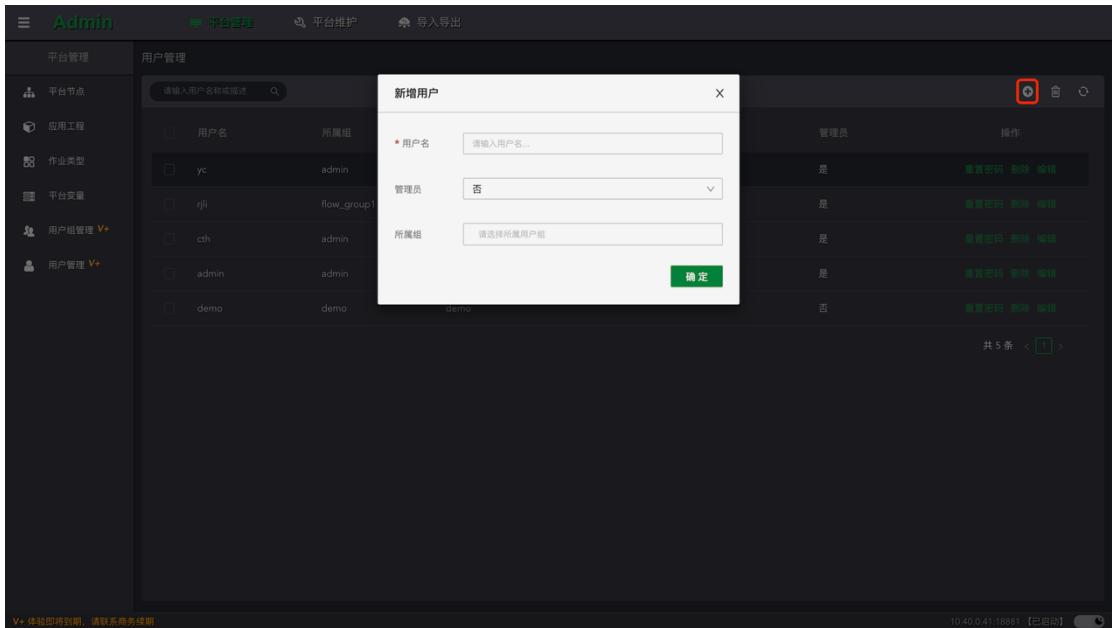 Admin 平台管理 平台维护 导入导出
平台管理 用户管理
平台节点 请输入用户名称或描述
新增用户 X
应用工程 用户名 所属组 管理员 操作
* 用户名 请输入用户名...
作业类型 yc admin 是 重置密码 删除 编辑
管理员 否
平台变量 rjli flow_group1 是 重置密码 删除 编辑
用户组管理 V+ cth admin 是 重置密码 删除 编辑
所属组 请选择所属用户组
用户管理 V+ admin admin 是 重置密码 删除 编辑
确定
demo demo demo 否 重置密码 删除 编辑
共 5 条 < 1 >
V+ 体验即将到期，请联系商务续期 10.40.0.41:18881 【已启动】